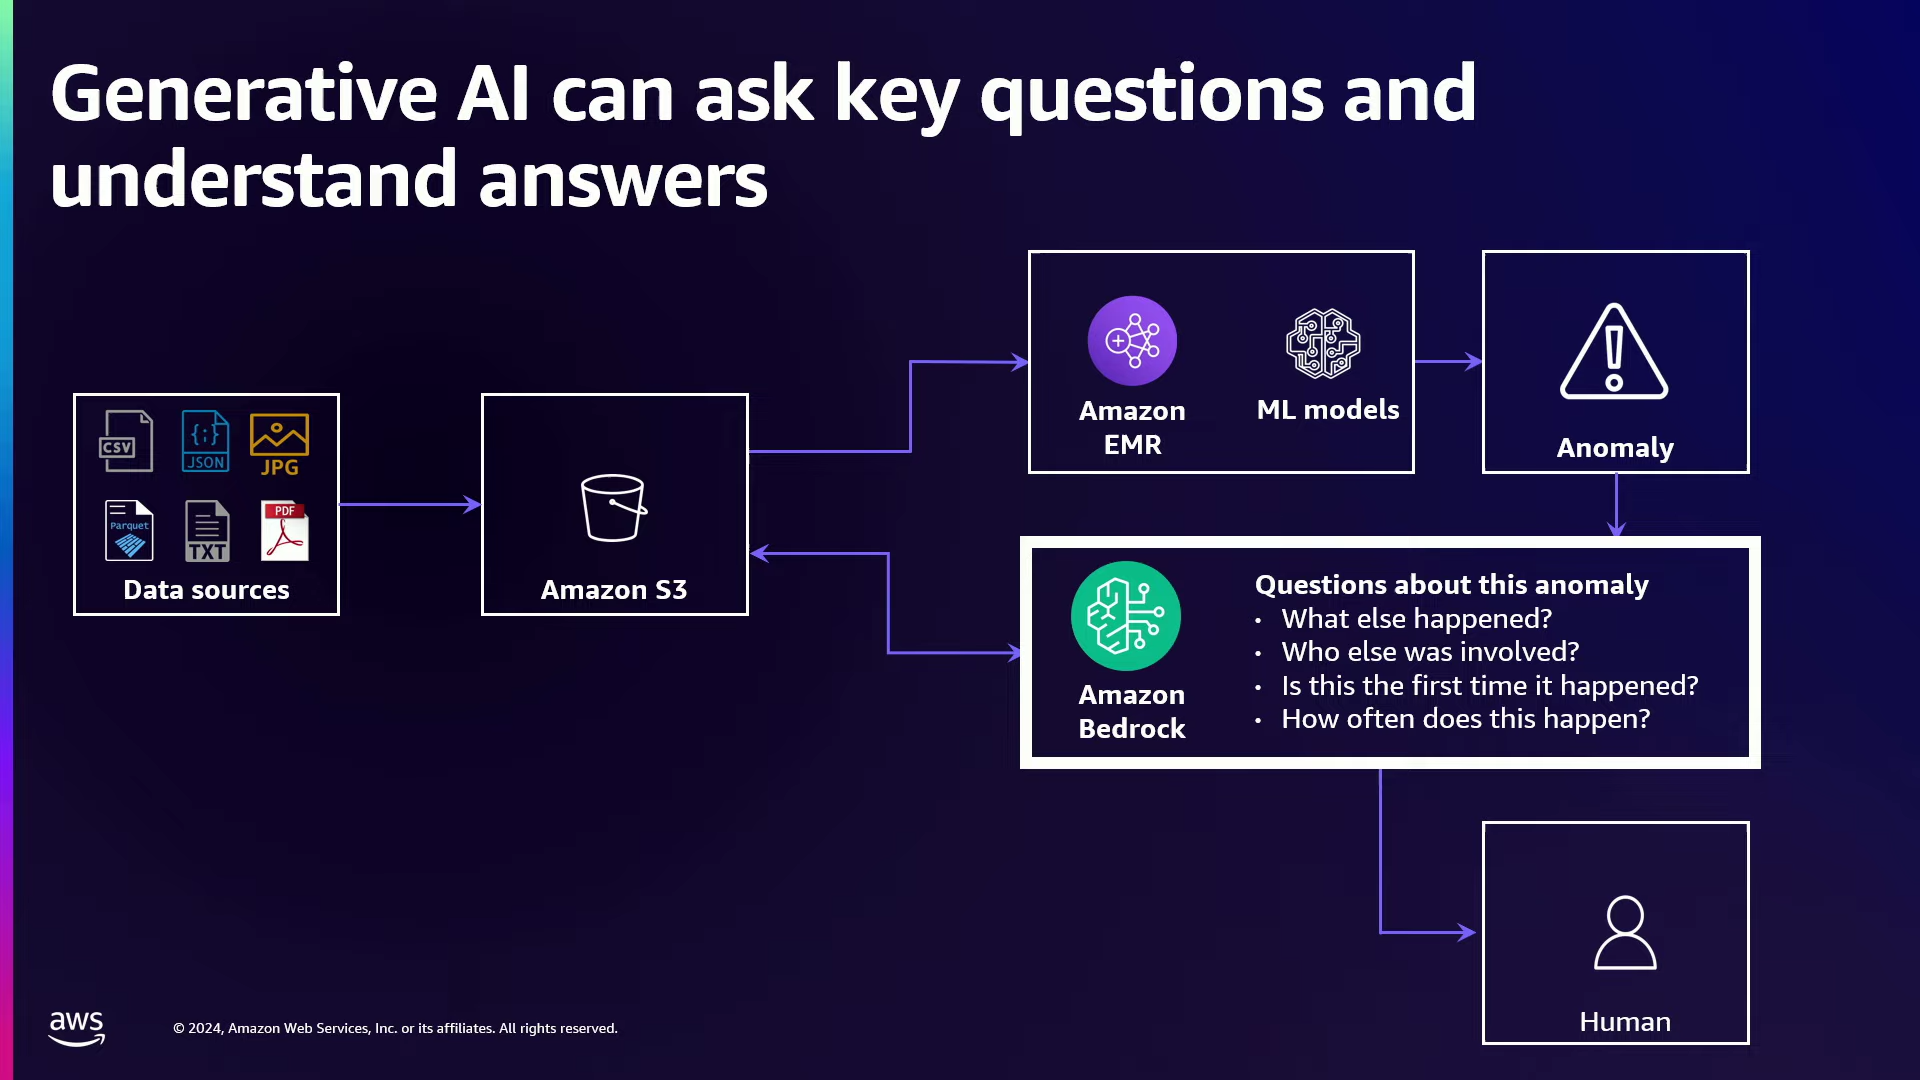 Generative AI can ask key questions and
understand answers
CSV
{;}
JSON
JPG
Parquet
TXT
PDF
Data sources
Amazon S3
Amazon
EMR
ML models
Anomaly
Amazon
Bedrock
Questions about this anomaly
• What else happened?
• Who else was involved?
• Is this the first time it happened?
• How often does this happen?
Human
aws
© 2024, Amazon Web Services, Inc. or its affiliates. All rights reserved.